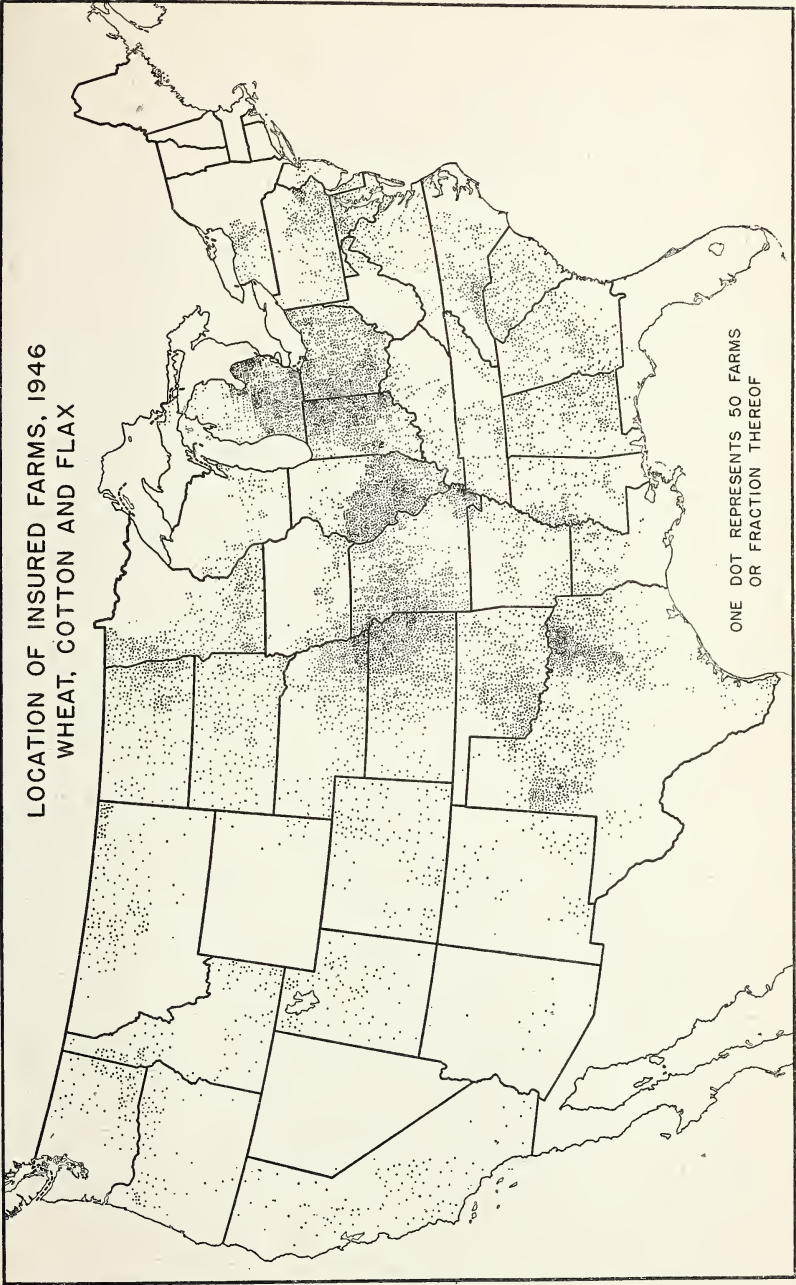 LOCATION OF INSURED FARMS, 1946
WHEAT, COTTON AND FLAX
ONE DOT REPRESENTS 50 FARMS
OR FRACTION THEREOF